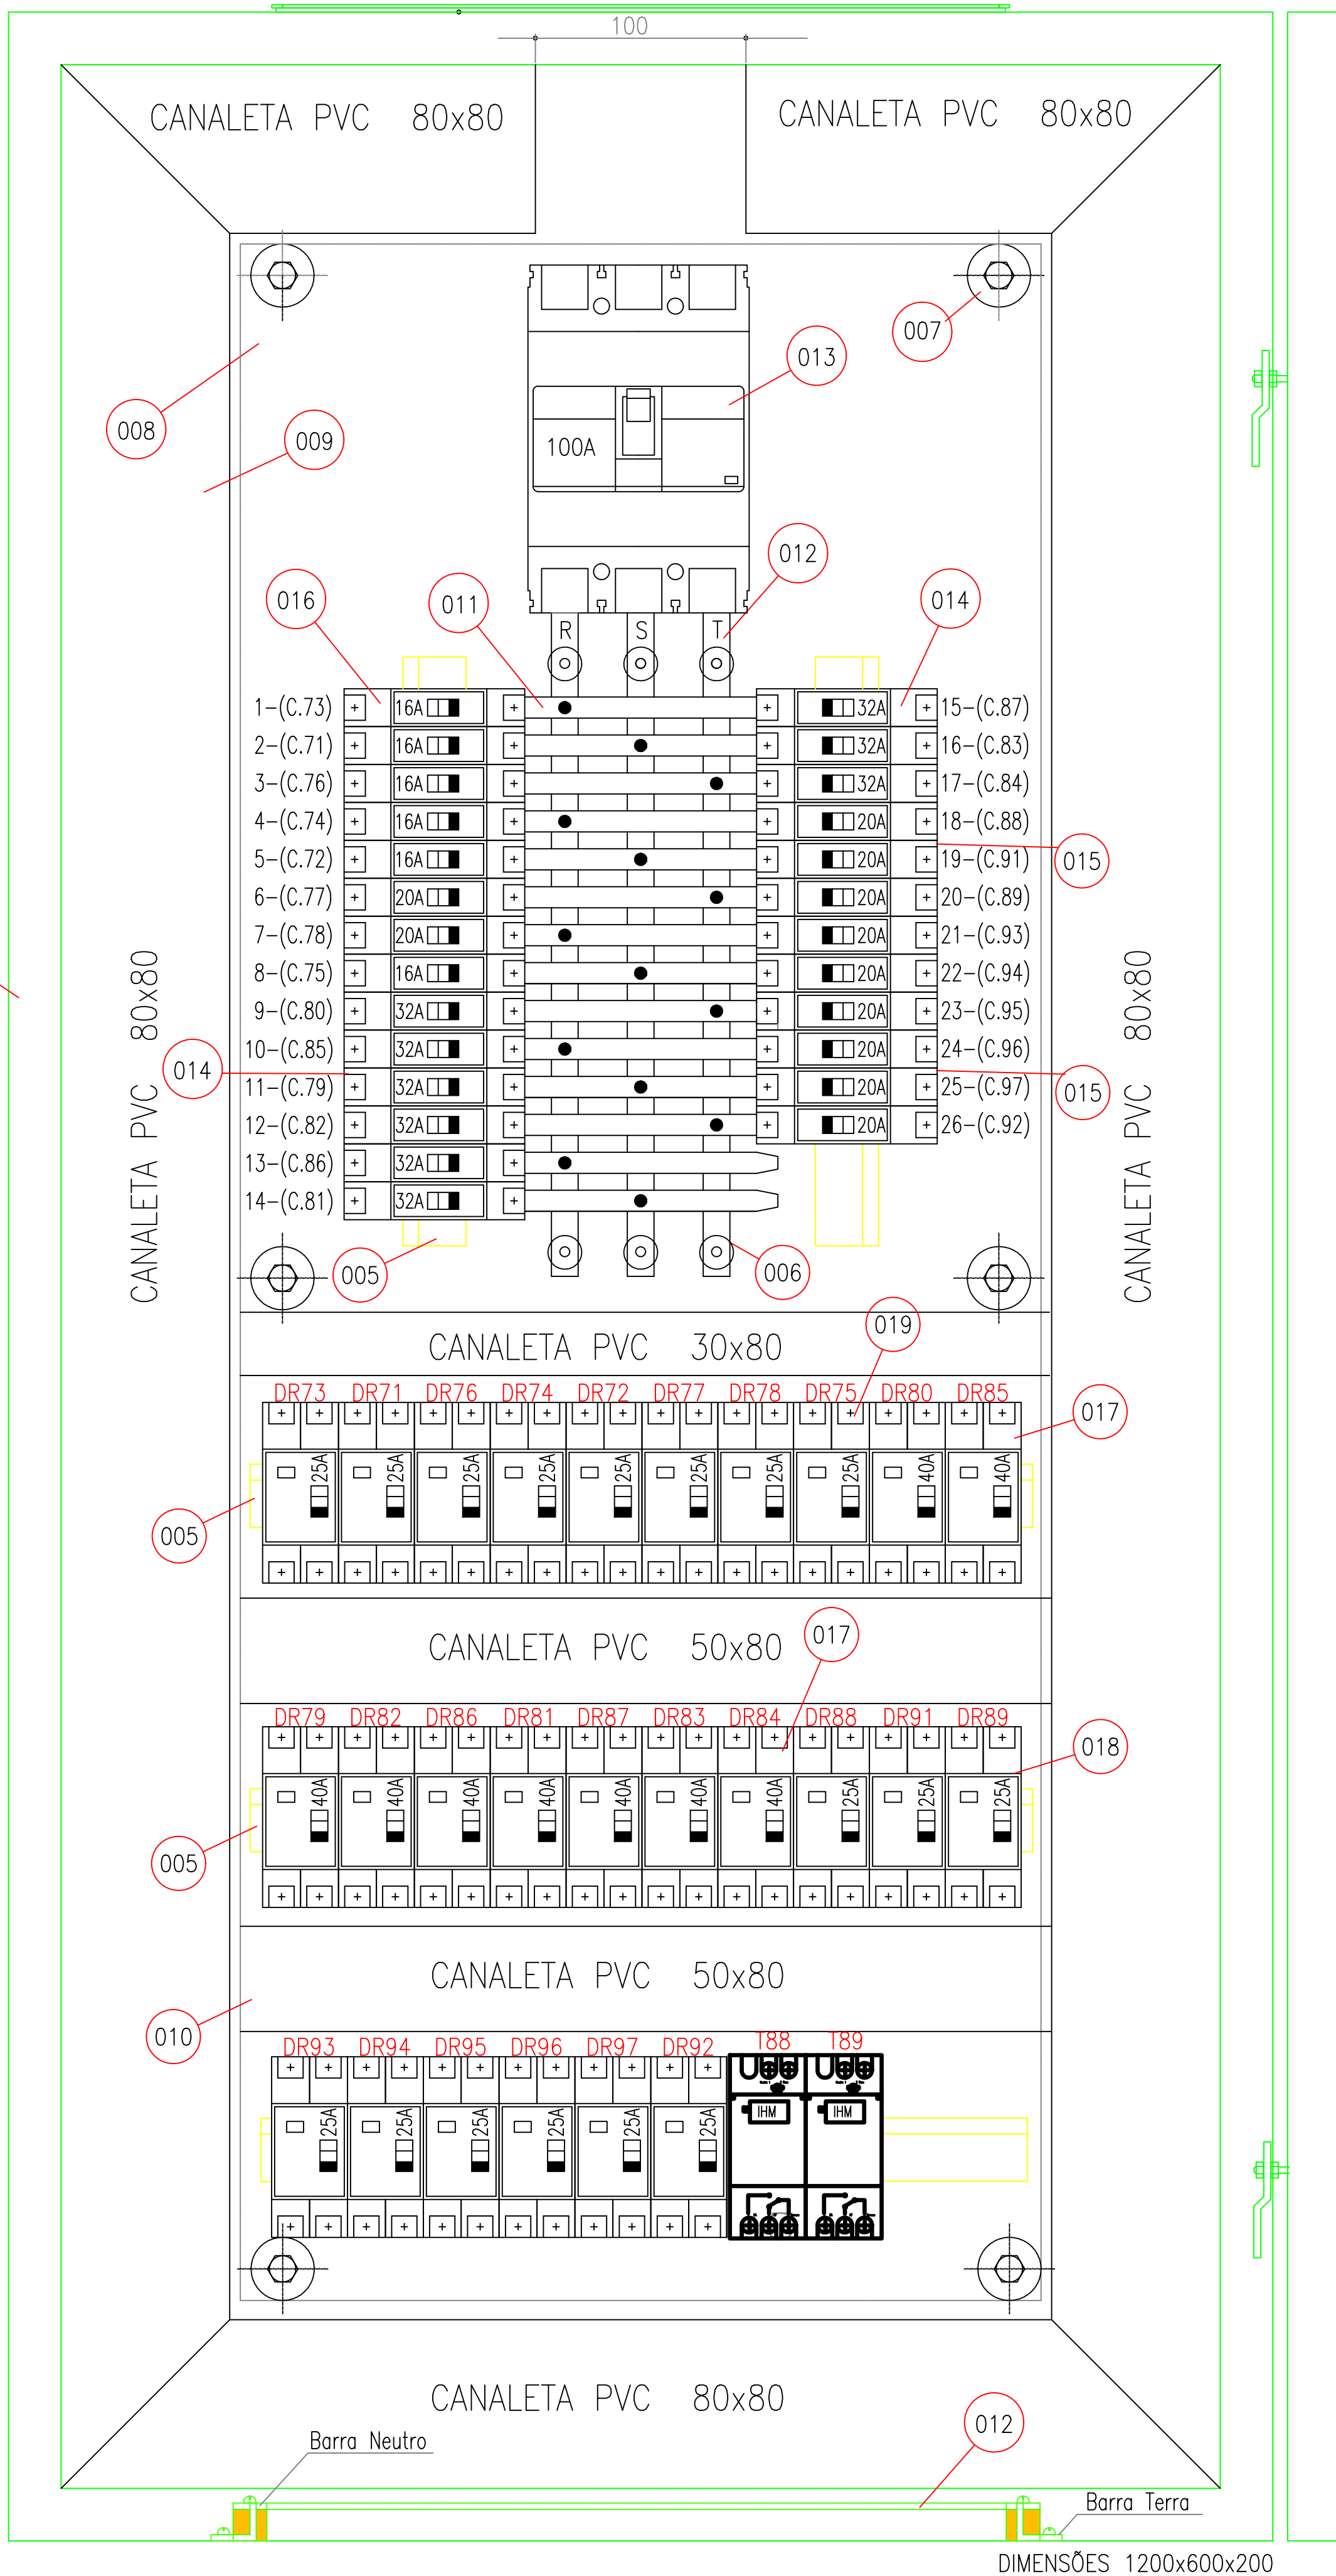 100
CANALETA PVC 80x80
CANALETA PVC 80x80
007
013
008
009
100A
012
016
011
014
R S T
1-(C.73) 16A 32A 15-(C.87)
2-(C.71) 16A 32A 16-(C.83)
3-(C.76) 16A 32A 17-(C.84)
4-(C.74) 16A 20A 18-(C.88)
5-(C.72) 16A 20A 19-(C.91)
015
6-(C.77) 20A 20A 20-(C.89)
7-(C.78) 20A 20A 21-(C.93)
8-(C.75) 16A 20A 22-(C.94)
9-(C.80) 32A 20A 23-(C.95)
10-(C.85) 32A 20A 24-(C.96)
014
11-(C.79) 32A 20A 25-(C.97)
015
12-(C.82) 32A 20A 26-(C.92)
13-(C.86) 32A
14-(C.81) 32A
CANALETA PVC 80x80
CANALETA PVC 80x80
005
006
019
CANALETA PVC 30x80
DR73 DR71 DR76 DR74 DR72 DR77 DR78 DR75 DR80 DR85
017
25A 25A 25A 25A 25A 25A 25A 25A 40A 40A
005
CANALETA PVC 50x80
017
DR79 DR82 DR86 DR81 DR87 DR83 DR84 DR88 DR91 DR89
018
40A 40A 40A 40A 40A 40A 40A 25A 25A 25A
005
CANALETA PVC 50x80
010
DR93 DR94 DR95 DR96 DR97 DR92 T88 T89
25A 25A 25A 25A 25A 25A IHM IHM
CANALETA PVC 80x80
012
Barra Neutro
Barra Terra
DIMENSÕES 1200x600x200